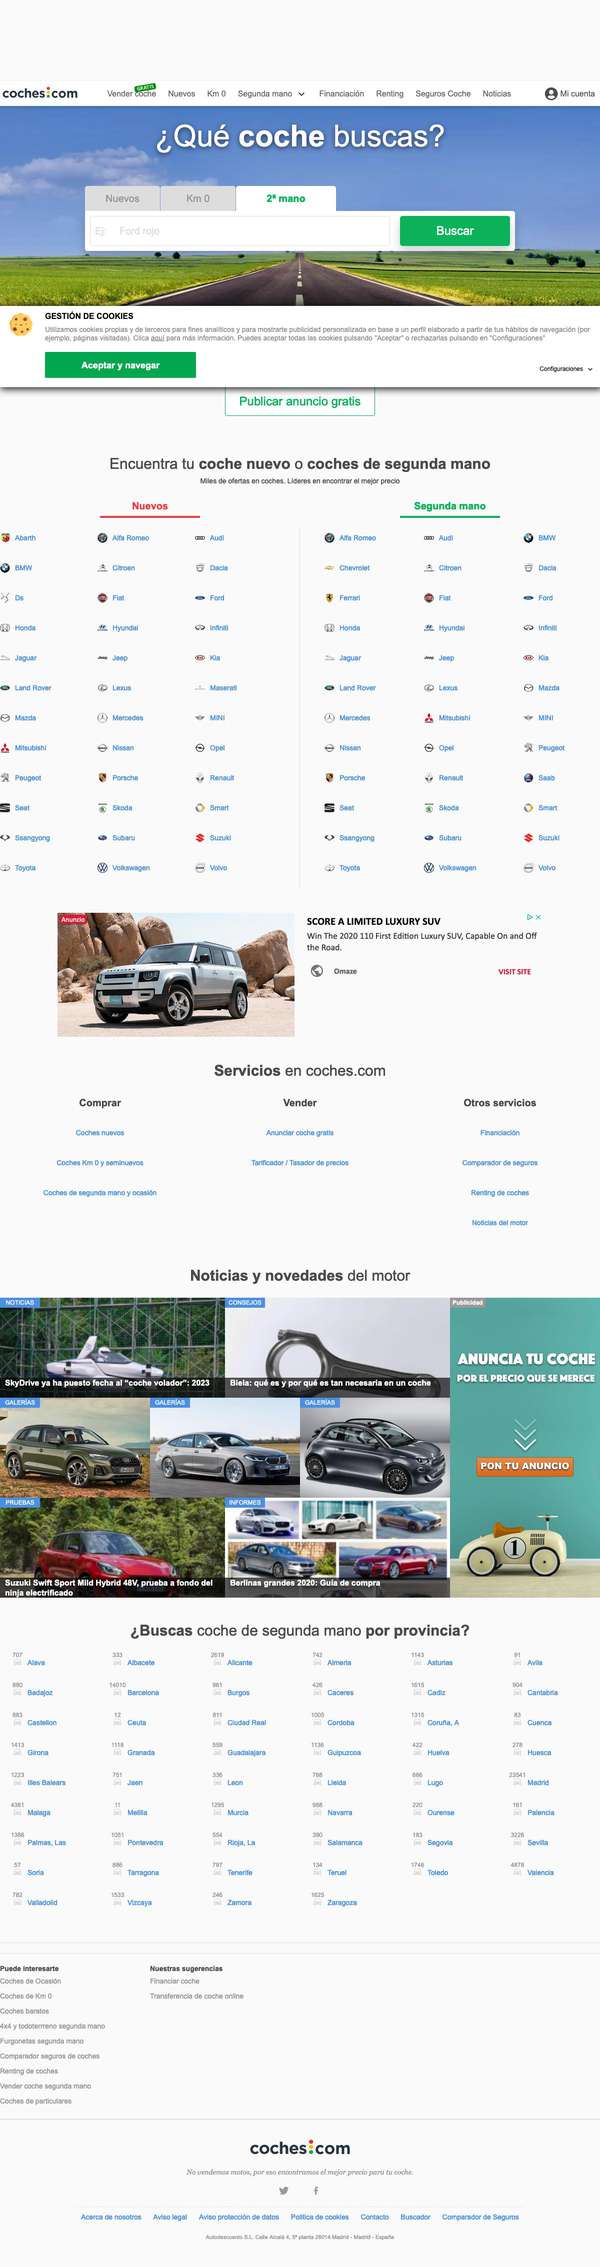 coches:com
Vender coche GRATIS Nuevos Km 0 Segunda mano Financiación Renting Seguros Coche Noticias Mi cuenta
¿Qué coche buscas?
Nuevos Km 0 2ª mano
Ej: Ford rojo Buscar
GESTIÓN DE COOKIES
Utilizamos cookies propias y de terceros para fines analíticos y para mostrarte publicidad personalizada en base a un perfil elaborado a partir de tus hábitos de navegación (por
ejemplo, páginas visitadas). Clica aquí para más información. Puedes aceptar todas las cookies pulsando "Aceptar" o rechazarlas pulsando en "Configuraciones"
Aceptar y navegar
Configuraciones
Publicar anuncio gratis
Encuentra tu coche nuevo o coches de segunda mano
Miles de ofertas en coches. Líderes en encontrar el mejor precio
Nuevos Segunda mano
Abarth Alfa Romeo Audi Alfa Romeo Audi BMW
BMW Citroen Dacia Chevrolet Citroen Dacia
Ds Fiat Ford Ferrari Fiat Ford
Honda Hyundai Infiniti Honda Hyundai Infiniti
Jaguar Jeep Kia Jaguar Jeep Kia
Land Rover Lexus Maserati Land Rover Lexus Mazda
Mazda Mercedes MINI Mercedes Mitsubishi MINI
Mitsubishi Nissan Opel Nissan Opel Peugeot
Peugeot Porsche Renault Porsche Renault Saab
Seat Skoda Smart Seat Skoda Smart
Ssangyong Subaru Suzuki Ssangyong Subaru Suzuki
Toyota Volkswagen Volvo Toyota Volkswagen Volvo
Anuncio
SCORE A LIMITED LUXURY SUV
Win The 2020 110 First Edition Luxury SUV, Capable On and Off
the Road.
Omaze VISIT SITE
Servicios en coches.com
Comprar Vender Otros servicios
Coches nuevos Anunciar coche gratis Financiación
Coches Km 0 y seminuevos Tarificador / Tasador de precios Comparador de seguros
Coches de segunda mano y ocasión Renting de coches
Noticias del motor
Noticias y novedades del motor
NOTICIAS CONSEJOS Publicidad
SkyDrive ya ha puesto fecha al "coche volador": 2023
Biela: qué es y por qué es tan necesaria en un coche
ANUNCIA TU COCHE
POR EL PRECIO QUE SE MERECE
GALERÍAS GALERÍAS GALERÍAS
PON TU ANUNCIO
1
PRUEBAS INFORMES
Suzuki Swift Sport Mild Hybrid 48V, prueba a fondo del
ninja electrificado
Berlinas grandes 2020: Guía de compra
¿Buscas coche de segunda mano por provincia?
707 333 2619 742 1143 91
Alava Albacete Alicante Almeria Asturias Avila
890 14010 981 426 1615 504
Badajoz Barcelona Burgos Caceres Cadiz Cantabria
683 12 811 1005 1315 83
Castellon Ceuta Ciudad Real Cordoba Coruña, A Cuenca
1413 1118 559 1136 422 278
Girona Granada Guadalajara Guipuzcoa Huelva Huesca
1223 751 336 788 666 23541
Illes Balears Jaen Leon Lleida Lugo Madrid
4361 11 1295 988 220 161
Malaga Melilla Murcia Navarra Ourense Palencia
1386 1051 554 390 183 3226
Palmas, Las Pontevedra Rioja, La Salamanca Segovia Sevilla
57 886 797 134 1746 4878
Soria Tarragona Tenerife Teruel Toledo Valencia
782 1533 246 1625
Valladolid Vizcaya Zamora Zaragoza
Puede interesarte Nuestras sugerencias
Coches de Ocasión Financiar coche
Coches de Km 0 Transferencia de coche online
Coches baratos
4x4 y todoterreno segunda mano
Furgonetas segunda mano
Comparador seguros de coches
Renting de coches
Vender coche segunda mano
Coches de particulares
coches:com
No vendemos motos, por eso encontramos el mejor precio para tu coche.
Acerca de nosotros Aviso legal Aviso protección de datos Política de cookies Contacto Buscador Comparador de Seguros
Autodescuento S.L. Calle Alcalá 4, 5ª planta 28014 Madrid - Madrid - España